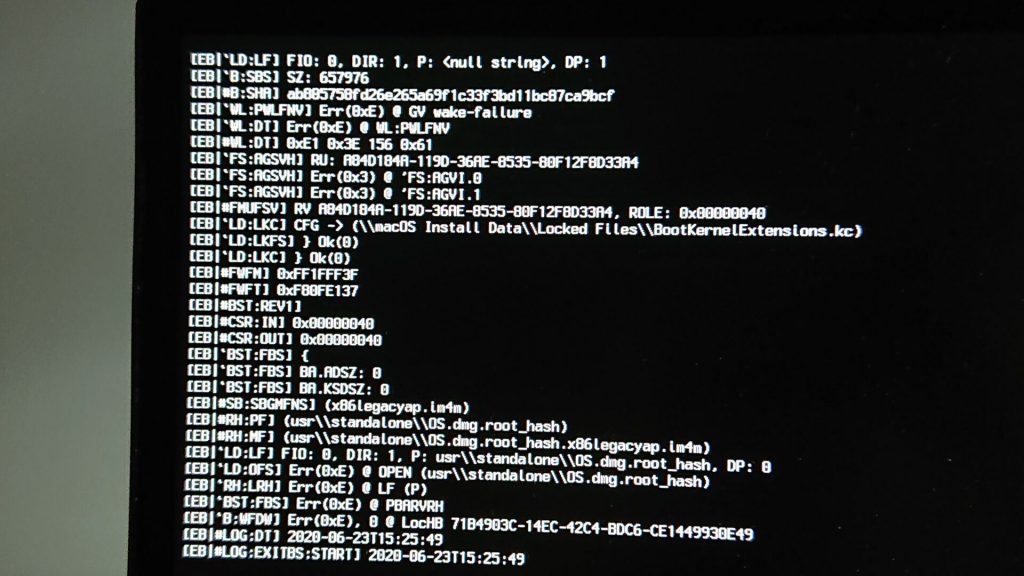 [EB|`LD:LF] FIO: 0, DIR: 1, P: <null string>, DP: 1
[EB|`B:SBS] SZ: 657976
[EB|#B:SHA] ab805758fd26e265a69f1c33f3bd11bc87ca9bcf
[EB|`WL:PWLFNV] Err(0xE) @ GV wake-failure
[EB|`WL:DT] Err(0xE) @ WL:PWLFNV
[EB|#WL:DT] 0xE1 0x3E 156 0x61
[EB|`FS:AGSVH] RU: A84D184A-119D-36AE-8535-80F12F8D33A4
[EB|`FS:AGSVH] Err(0x3) @ `FS:AGVI.0
[EB|`FS:AGSVH] Err(0x3) @ `FS:AGVI.1
[EB|#FMUFSV] RV A84D184A-119D-36AE-8535-80F12F8D33A4, ROLE: 0x00000040
[EB|`LD:LKC] CFG -> (\\macOS Install Data\\Locked Files\\BootKernelExtensions.kc)
[EB|`LD:LKFS] } Ok(0)
[EB|`LD:LKC] } Ok(0)
[EB|#FWFM] 0xFF1FFF3F
[EB|#FWFT] 0xF80FE137
[EB|#BST:REV1]
[EB|#CSR:IN] 0x00000040
[EB|#CSR:OUT] 0x00000040
[EB|`BST:FBS] {
[EB|`BST:FBS] BA.ADSZ: 0
[EB|`BST:FBS] BA.KSDSZ: 0
[EB|#SB:SBGMFNS] (x86legacyap.im4m)
[EB|#RH:PF] (usr\\standalone\\OS.dmg.root_hash)
[EB|#RH:MF] (usr\\standalone\\OS.dmg.root_hash.x86legacyap.im4m)
[EB|`LD:LF] FIO: 0, DIR: 1, P: usr\\standalone\\OS.dmg.root_hash, DP: 0
[EB|`LD:OFS] Err(0xE) @ OPEN (usr\\standalone\\OS.dmg.root_hash)
[EB|`RH:LRH] Err(0xE) @ LF (P)
[EB|`BST:FBS] Err(0xE) @ PBARVRH
[EB|`B:WFDW] Err(0xE), 0 @ LocHB 71B4903C-14EC-42C4-BDC6-CE1449930E49
[EB|#LOG:DT] 2020-06-23T15:25:49
[EB|#LOG:EXITBS:START] 2020-06-23T15:25:49